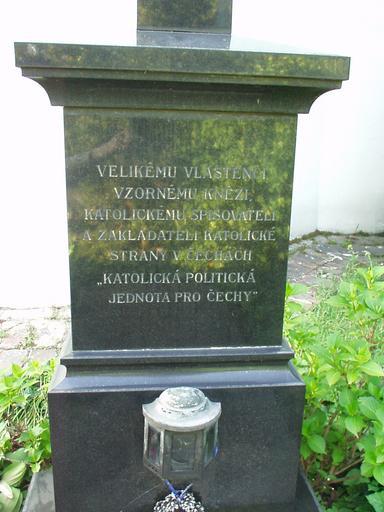 VELIKÉMU VLASTENCI,
VZORNÉMU KNĚZI,
KATOLICKÉMU SPISOVATELI
A ZAKLADATELI KATOLICKÉ
STRANY V ČECHÁCH
„KATOLICKÁ POLITICKÁ
JEDNOTA PRO ČECHY"